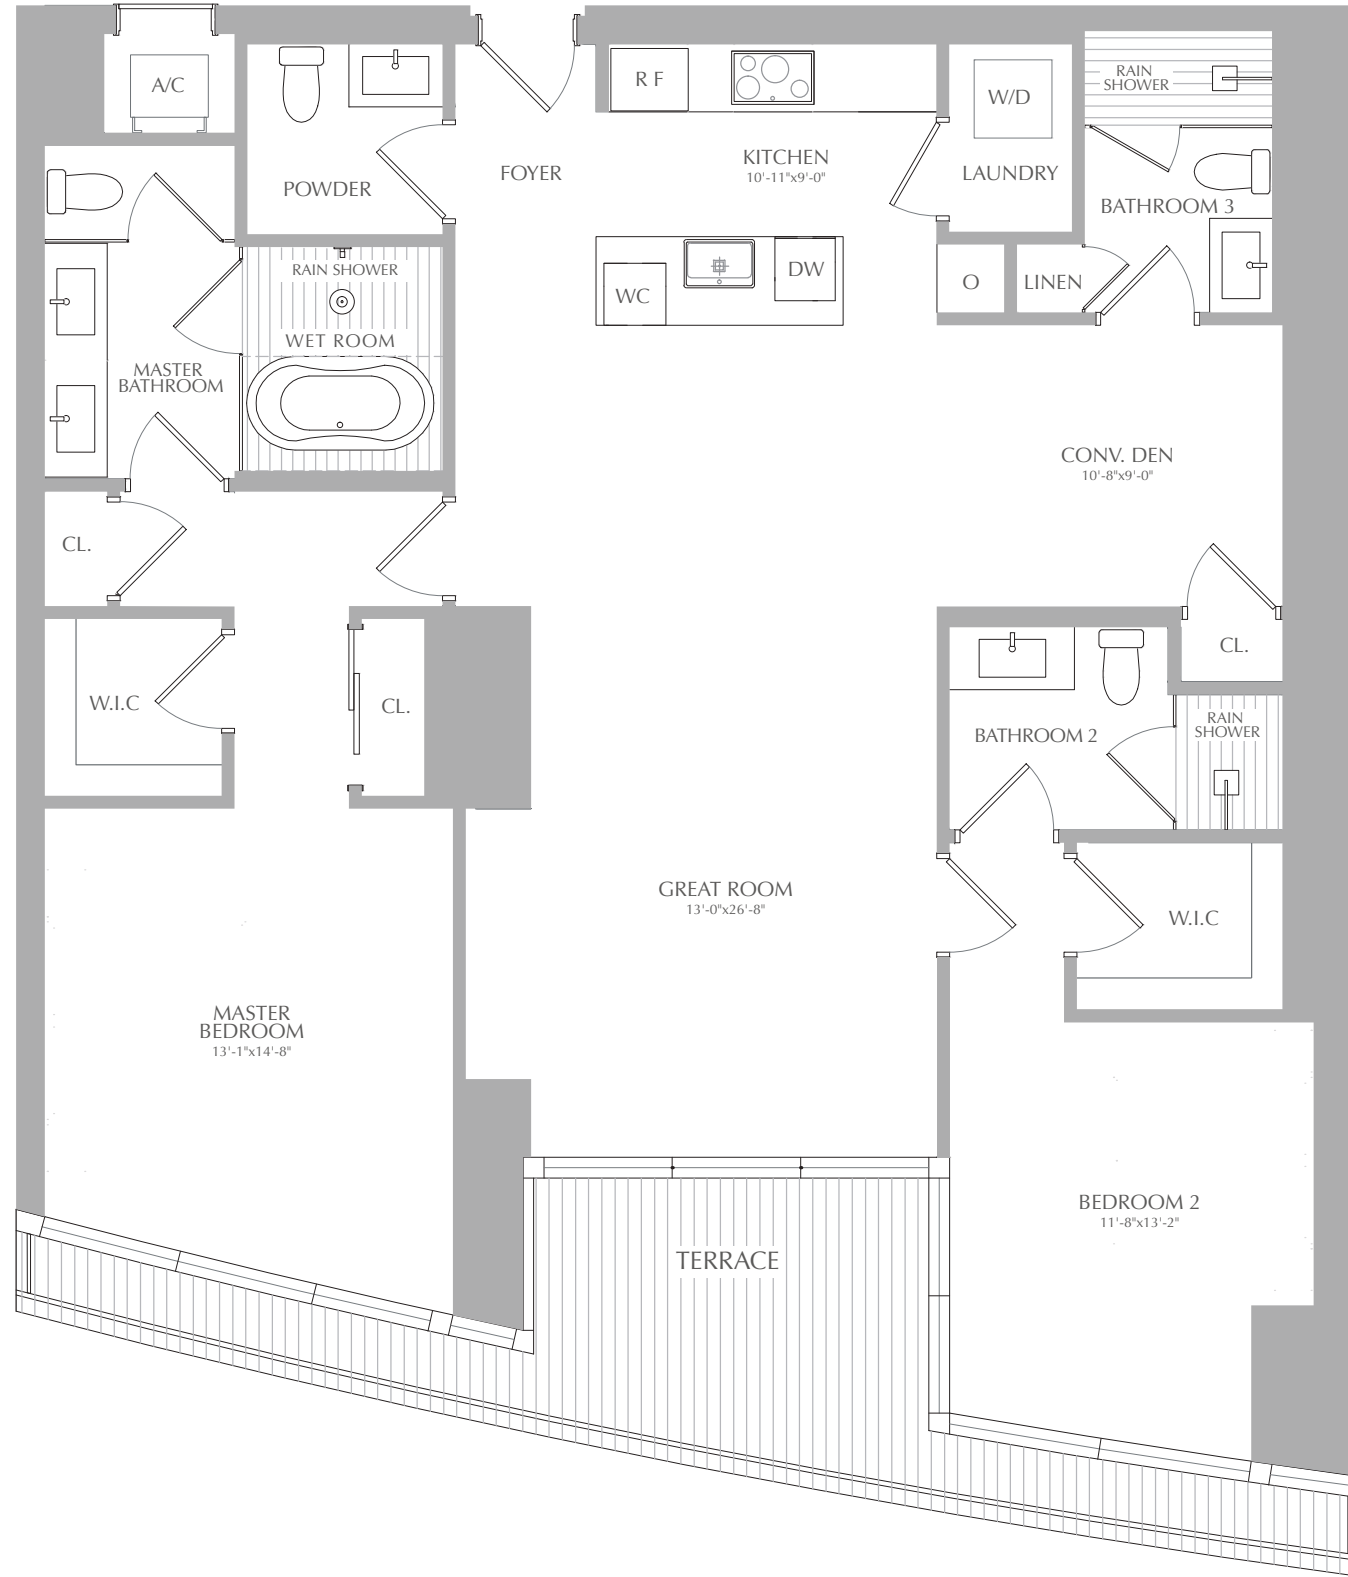 A/C
R F
W/D
RAIN
SHOWER
POWDER
FOYER
KITCHEN
10'-11"x9'-0"
LAUNDRY
BATHROOM 3
RAIN SHOWER
WC
DW
O
LINEN
WET ROOM
MASTER
BATHROOM
CONV. DEN
10'-8"x9'-0"
CL.
CL.
W.I.C
CL.
RAIN
SHOWER
BATHROOM 2
GREAT ROOM
13'-0"x26'-8"
W.I.C
MASTER
BEDROOM
13'-1"x14'-8"
BEDROOM 2
11'-8"x13'-2"
TERRACE